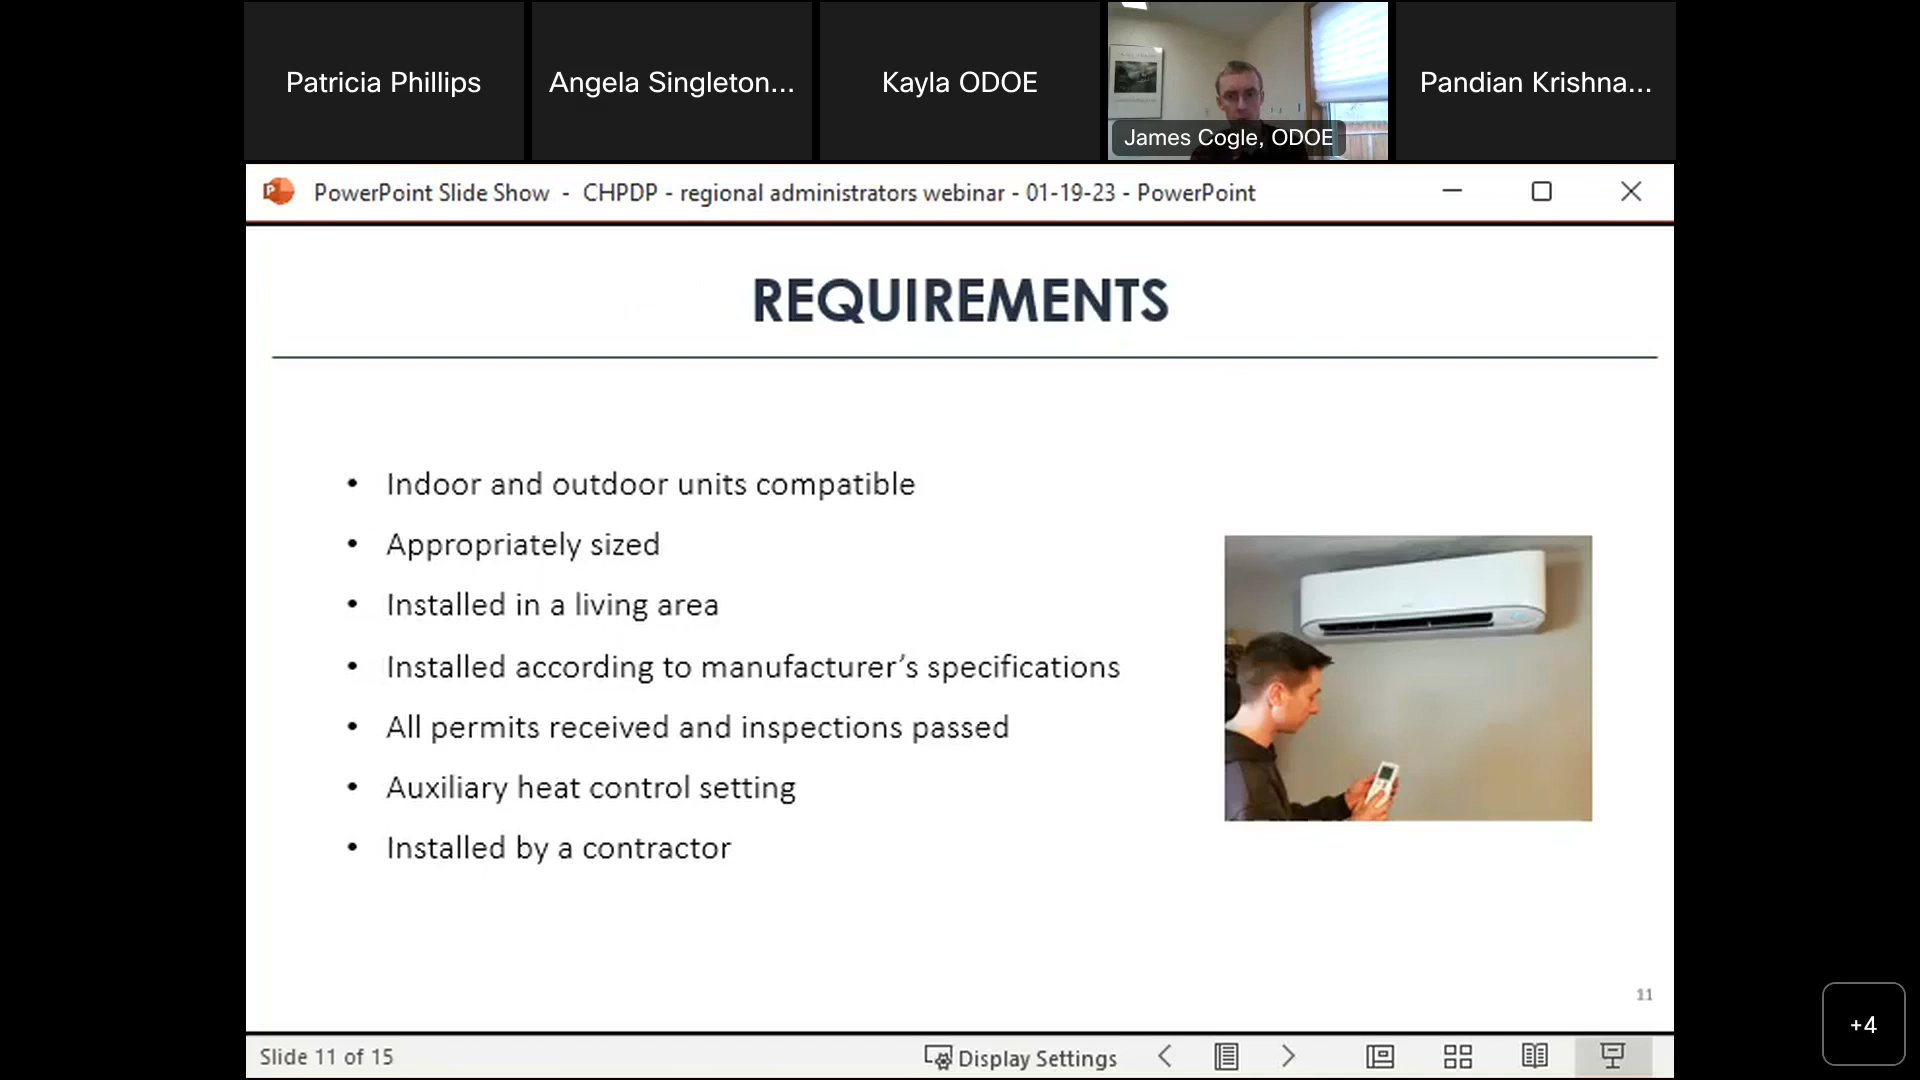 Patricia Phillips
Angela Singleton...
Kayla ODOE
James Cogle, ODOE
Pandian Krishna...
PowerPoint Slide Show - CHPDP - regional administrators webinar - 01-19-23 - PowerPoint
REQUIREMENTS
• Indoor and outdoor units compatible
• Appropriately sized
• Installed in a living area
• Installed according to manufacturer’s specifications
• All permits received and inspections passed
• Auxiliary heat control setting
• Installed by a contractor
11
Slide 11 of 15
Display Settings
+4